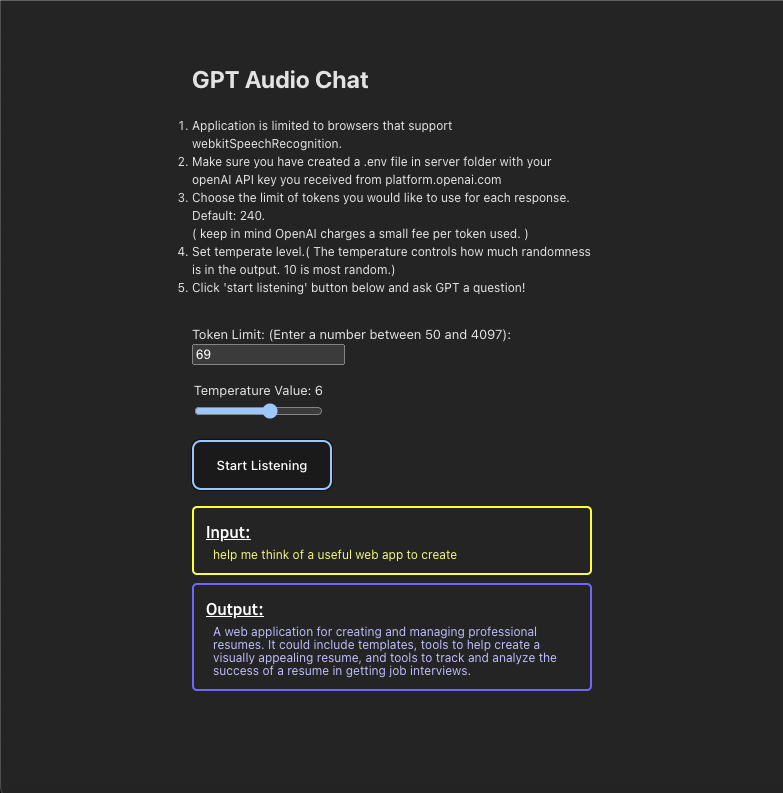 GPT Audio Chat
1. Application is limited to browsers that support
webkitSpeechRecognition.
2. Make sure you have created a .env file in server folder with your
openAI API key you received from platform.openai.com
3. Choose the limit of tokens you would like to use for each response.
Default: 240.
( keep in mind OpenAI charges a small fee per token used. )
4. Set temperate level.( The temperature controls how much randomness
is in the output. 10 is most random.)
5. Click 'start listening' button below and ask GPT a question!
Token Limit: (Enter a number between 50 and 4097):
69
Temperature Value: 6
Start Listening
Input:
help me think of a useful web app to create
Output:
A web application for creating and managing professional
resumes. It could include templates, tools to help create a
visually appealing resume, and tools to track and analyze the
success of a resume in getting job interviews.